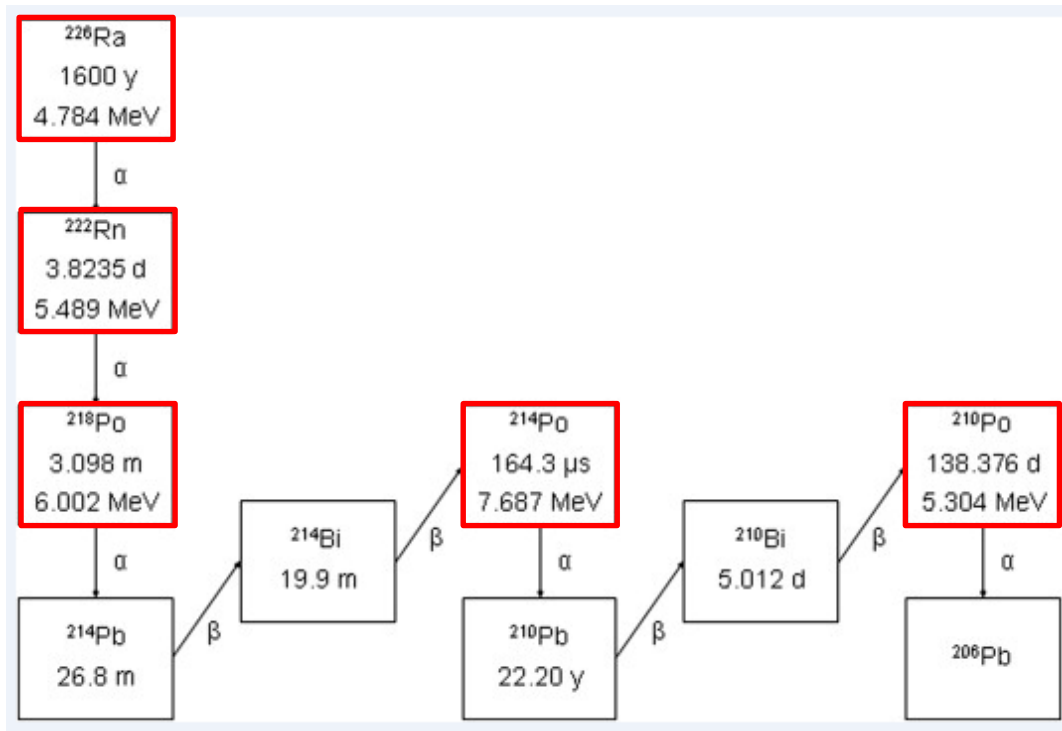 ²²⁶Ra
1600 y
4.784 MeV
α
²²²Rn
3.8235 d
5.489 MeV
α
²¹⁸Po
3.098 m
6.002 MeV
α
²¹⁴Pb
26.8 m
β
²¹⁴Bi
19.9 m
β
²¹⁴Po
164.3 µs
7.687 MeV
α
²¹⁰Pb
22.20 y
β
²¹⁰Bi
5.012 d
β
²¹⁰Po
138.376 d
5.304 MeV
α
²⁰⁶Pb